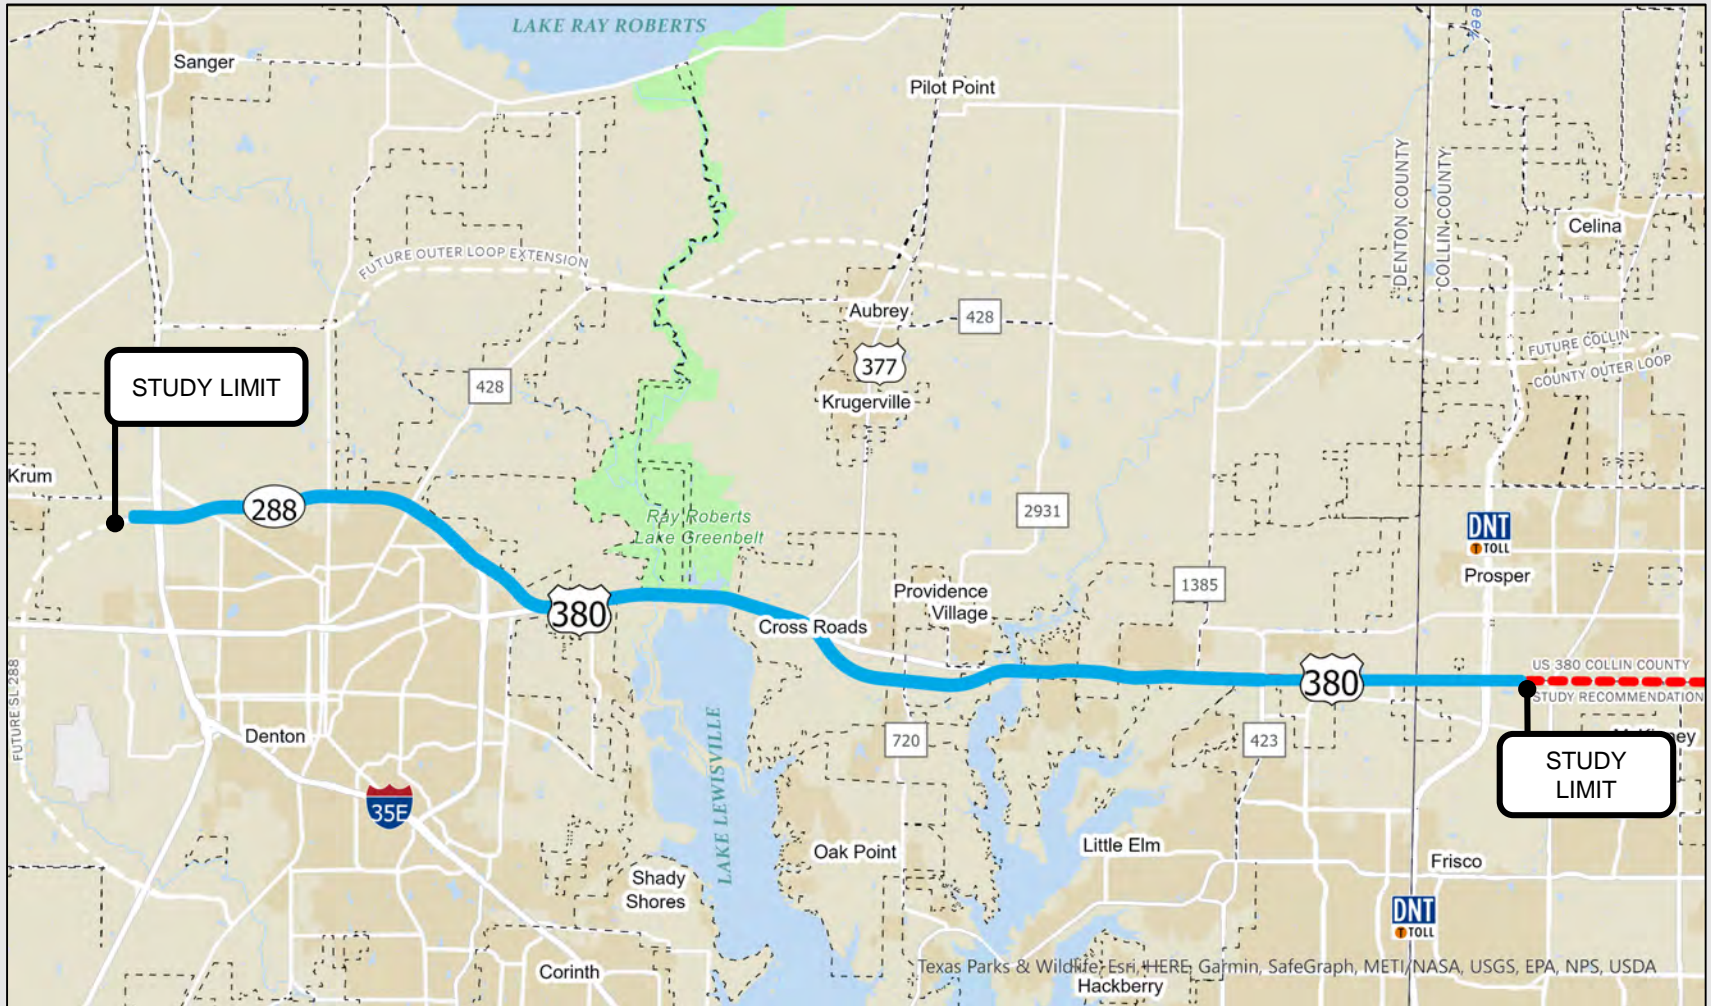 LAKE RAY ROBERTS
Sanger
Pilot Point
DENTON COUNTY
COLLIN COUNTY
Celina
FUTURE OUTER LOOP EXTENSION
Aubrey
428
377
FUTURE COLLIN
COUNTY OUTER LOOP
STUDY LIMIT
428
Krugerville
Krum
288
Ray Roberts
Lake Greenbelt
2931
DNT
T TOLL
Prosper
1385
Providence
Village
380
Cross Roads
US 380 COLLIN COUNTY
STUDY RECOMMENDATION
380
FUTURE SL 288
Denton
LAKE LEWISVILLE
720
423
STUDY
LIMIT
35E
Oak Point
Little Elm
Frisco
Shady
Shores
DNT
T TOLL
Corinth
Texas Parks & Wildlife, Esri, HERE, Garmin, SafeGraph, METI/NASA, USGS, EPA, NPS, USDA
Hackberry